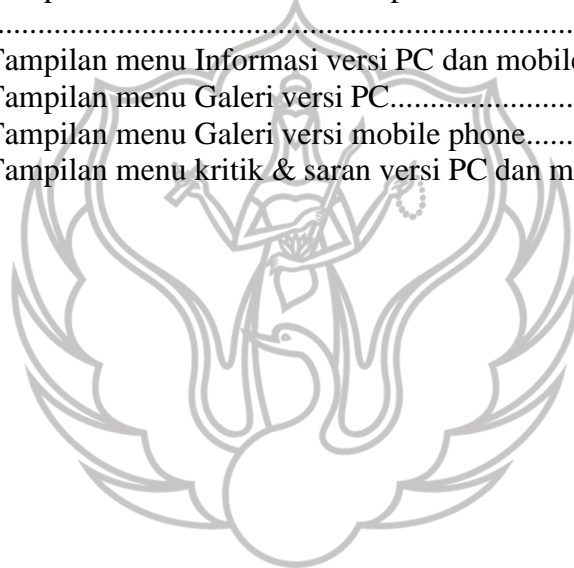 ..........................................................................
Tampilan menu Informasi versi PC dan mobile
Tampilan menu Galeri versi PC.......................
Tampilan menu Galeri versi mobile phone......
Tampilan menu kritik & saran versi PC dan m